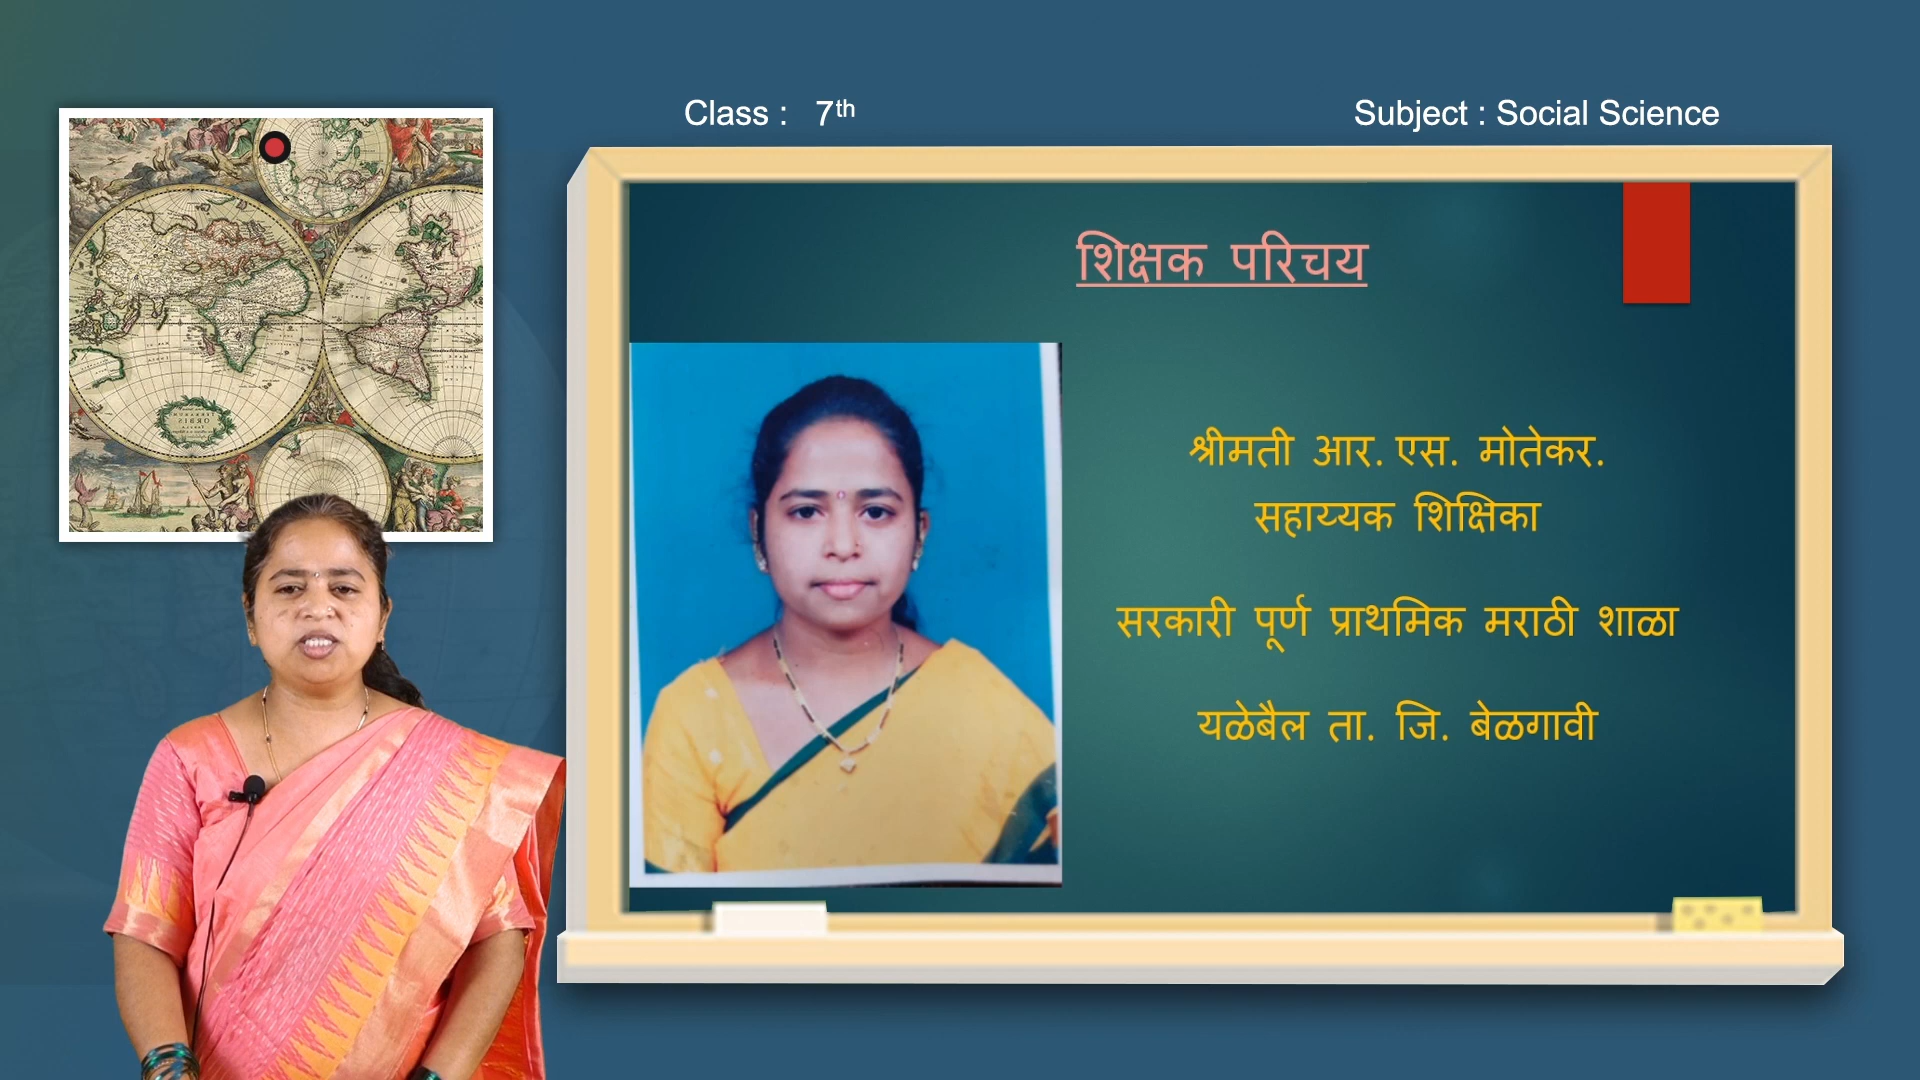 Class : 7th
Subject : Social Science
शिक्षक परिचय
श्रीमती आर. एस. मोतेकर.
सहाय्यक शिक्षिका
सरकारी पूर्ण प्राथमिक मराठी शाळा
यळेबैल ता. जि. बेळगावी